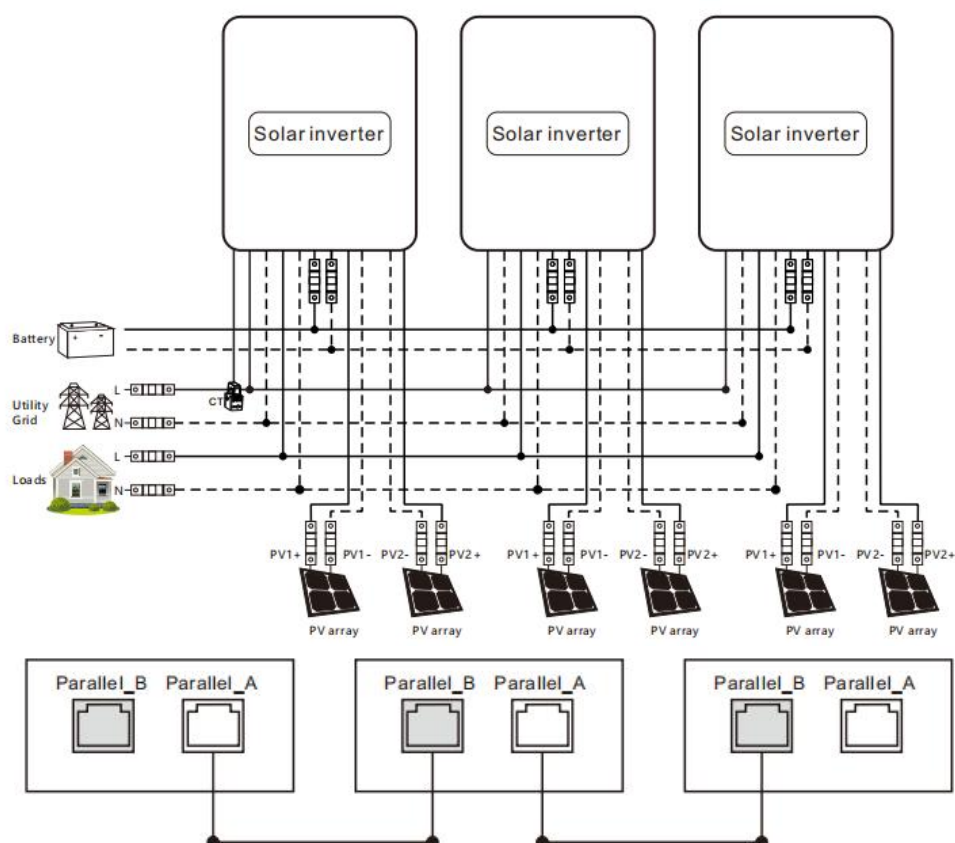 Solar inverter
Solar inverter
Solar inverter
Battery
+ -
CT
Utility
Grid
L
N
Loads
L
N
PV1+ PV1- PV2- PV2+
PV1+ PV1- PV2- PV2+
PV1+ PV1- PV2- PV2+
PV array
PV array
PV array
PV array
PV array
PV array
Parallel_B Parallel_A
Parallel_B Parallel_A
Parallel_B Parallel_A